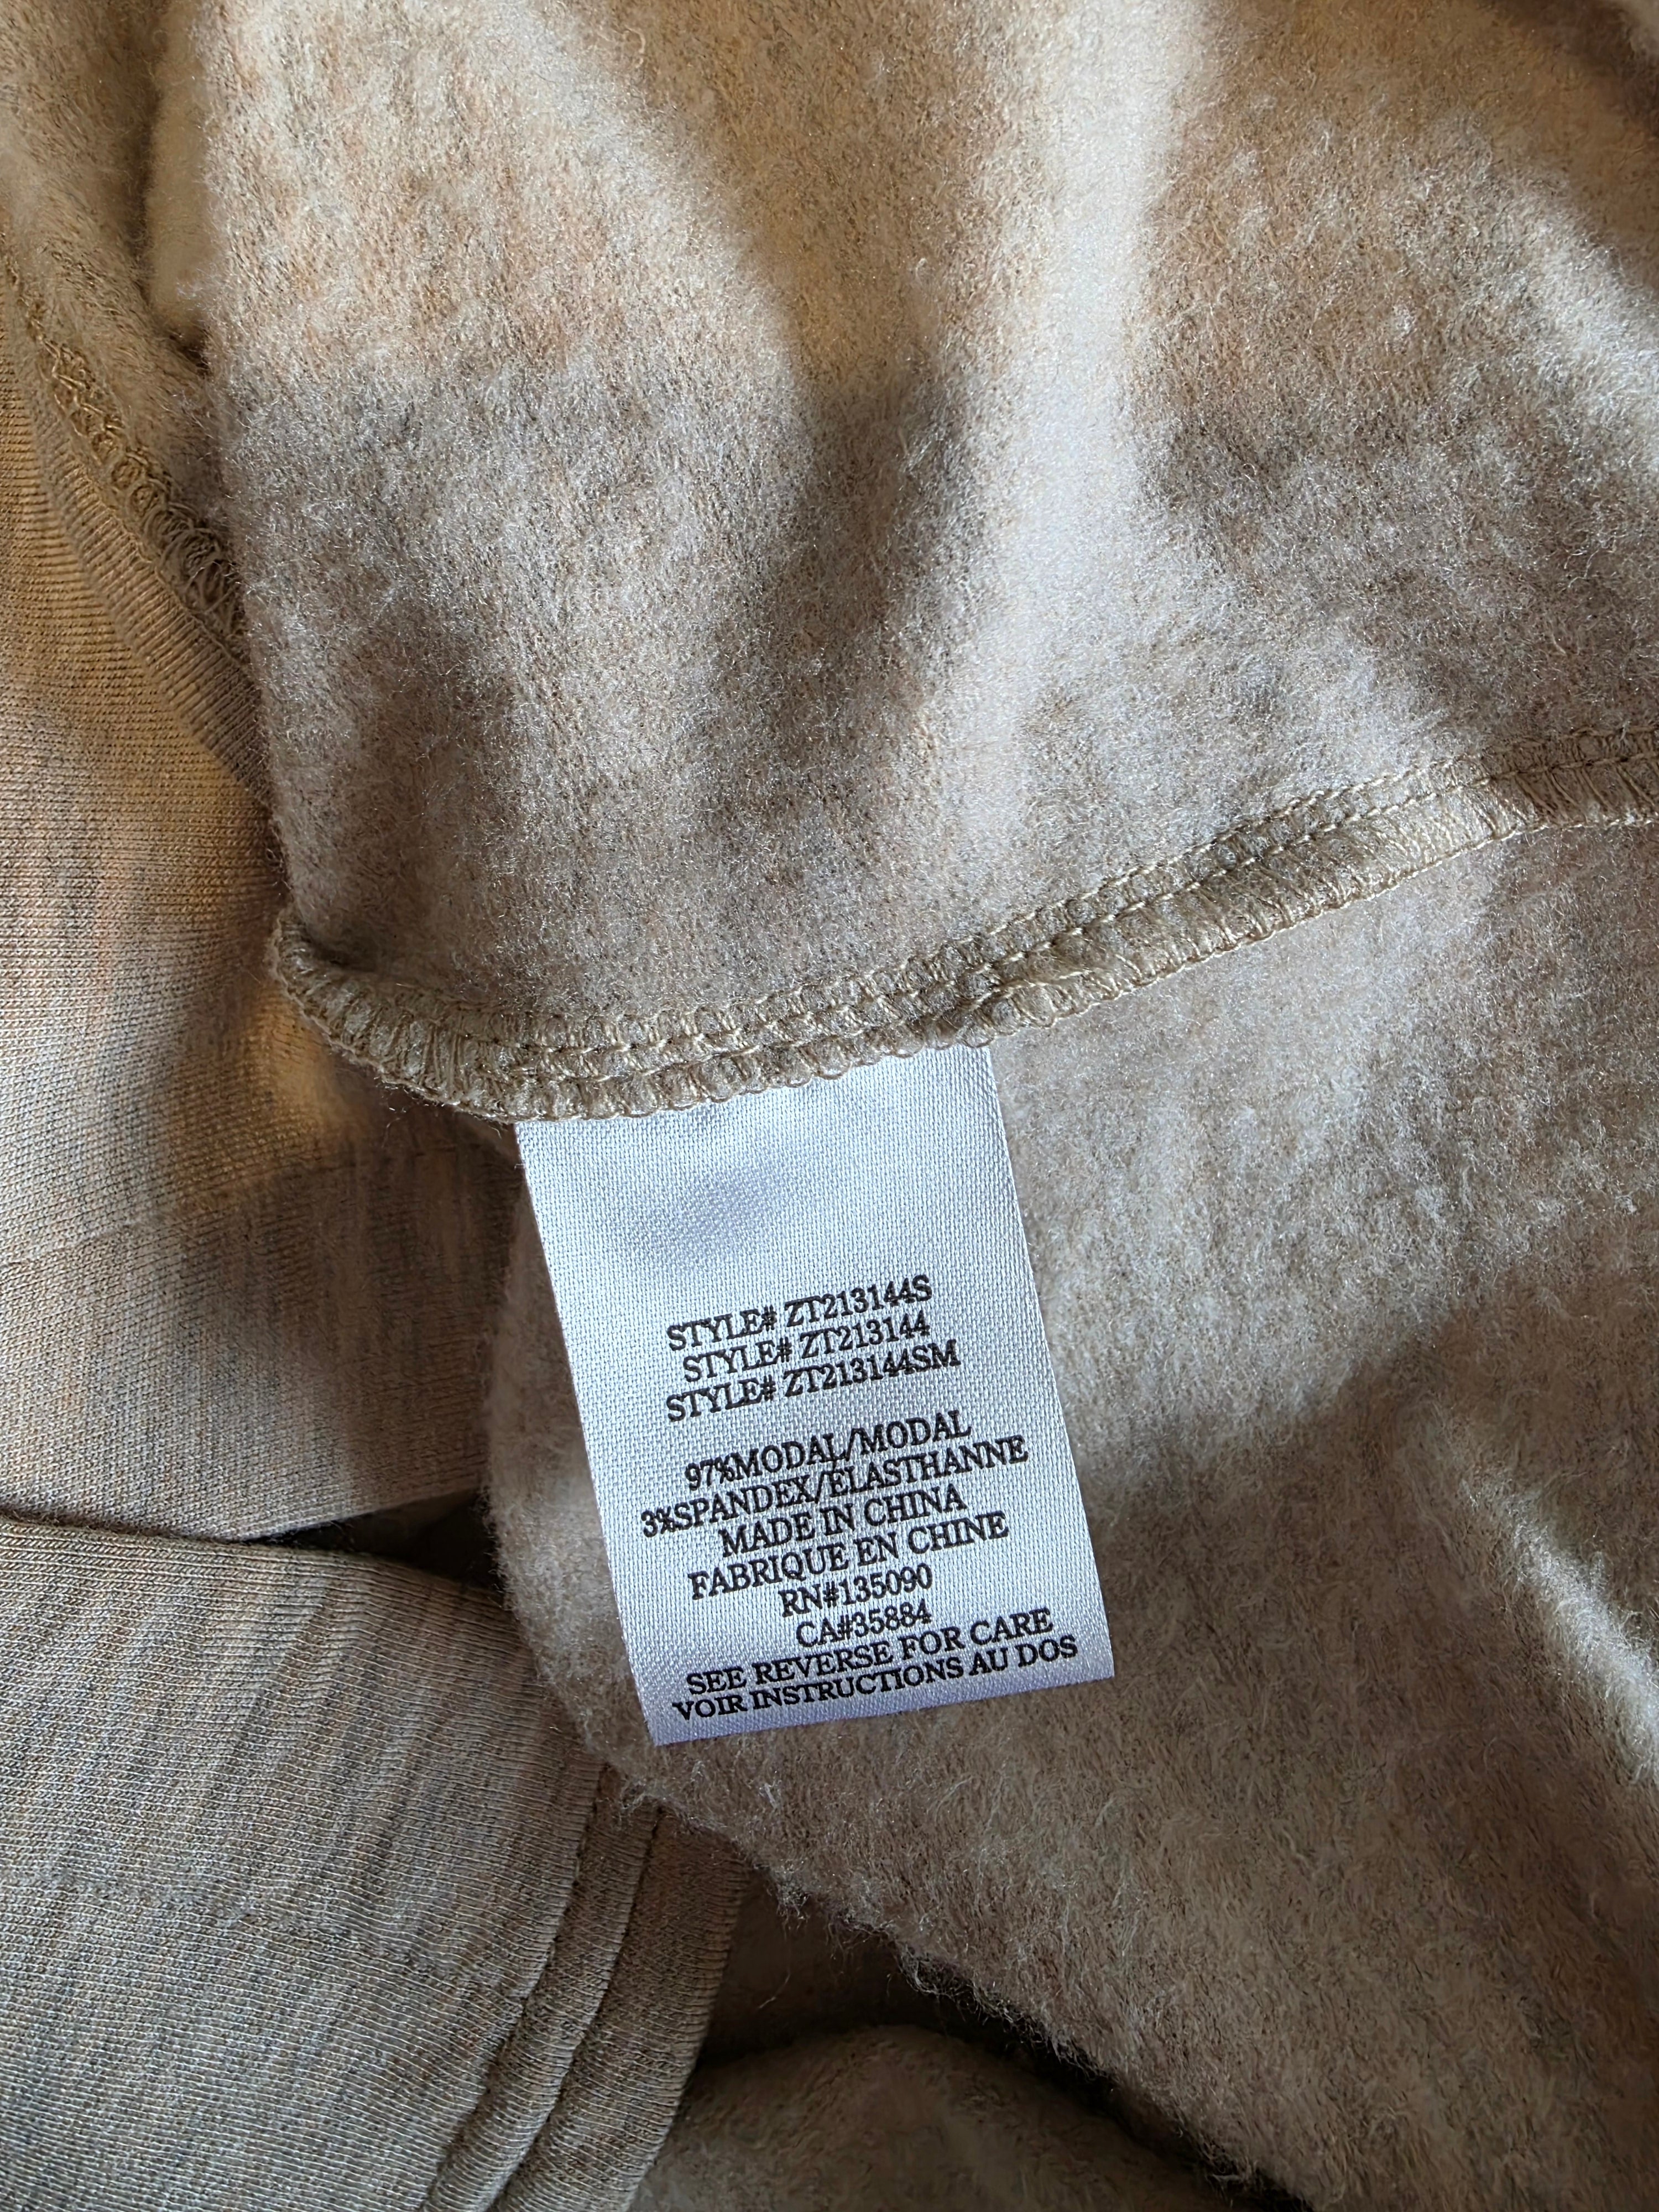 STYLE# ZT213144S
STYLE# ZT213144
STYLE# ZT213144SM
97%MODAL/MODAL
3%SPANDEX/ELASTHANNE
MADE IN CHINA
FABRIQUE EN CHINE
RN#135090
CA#35884
SEE REVERSE FOR CARE
VOIR INSTRUCTIONS AU DOS